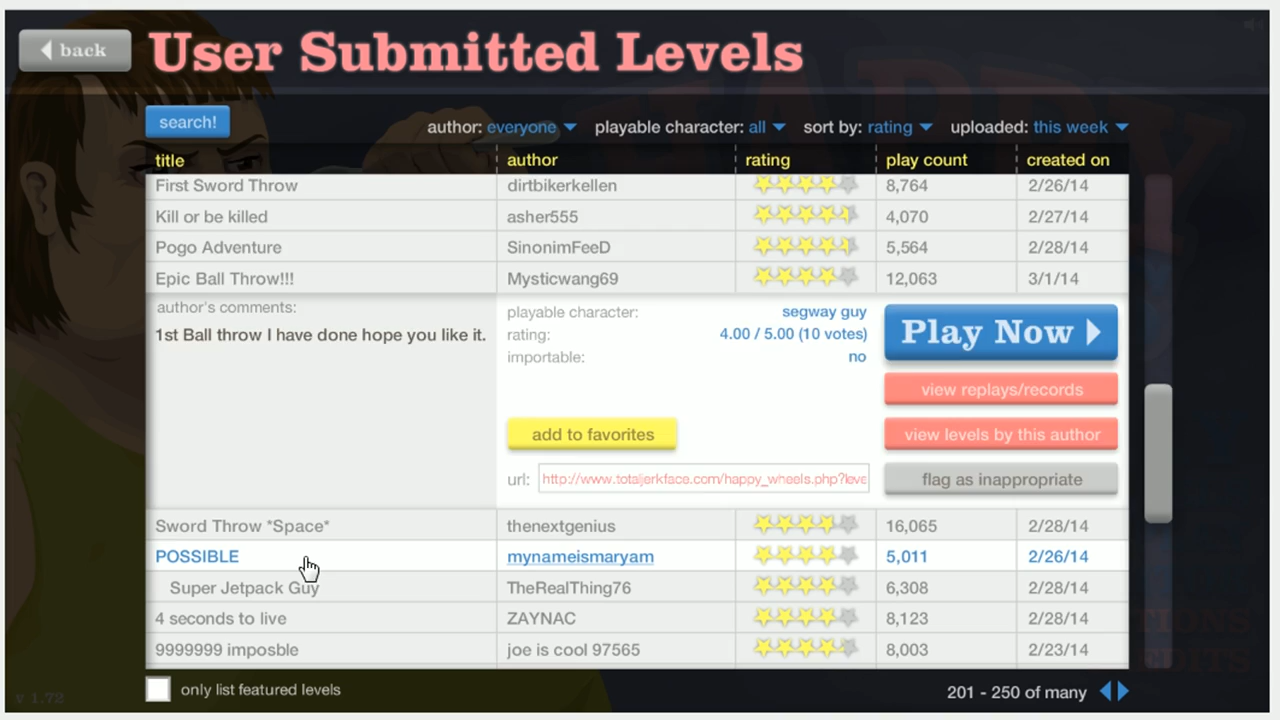 back
User Submitted Levels
search!
author: everyone playable character: all sort by: rating uploaded: this week
title author rating play count created on
First Sword Throw dirtbikerkellen 8,764 2/26/14
Kill or be killed asher555 4,070 2/27/14
Pogo Adventure SinonimFeeD 5,564 2/28/14
Epic Ball Throw!!! Mysticwang69 12,063 3/1/14
author's comments:
1st Ball throw I have done hope you like it.
playable character: segway guy
rating: 4.00 / 5.00 (10 votes)
importable: no
add to favorites
url: http://www.totaljerkface.com/happy_wheels.php?leve
Play Now
view replays/records
view levels by this author
flag as inappropriate
Sword Throw *Space* thenextgenius 16,065 2/28/14
POSSIBLE mynameismaryam 5,011 2/26/14
Super Jetpack Guy TheRealThing76 6,308 2/28/14
4 seconds to live ZAYNAC 8,123 2/28/14
9999999 imposble joe is cool 97565 8,003 2/23/14
only list featured levels
201 - 250 of many
v 1.72